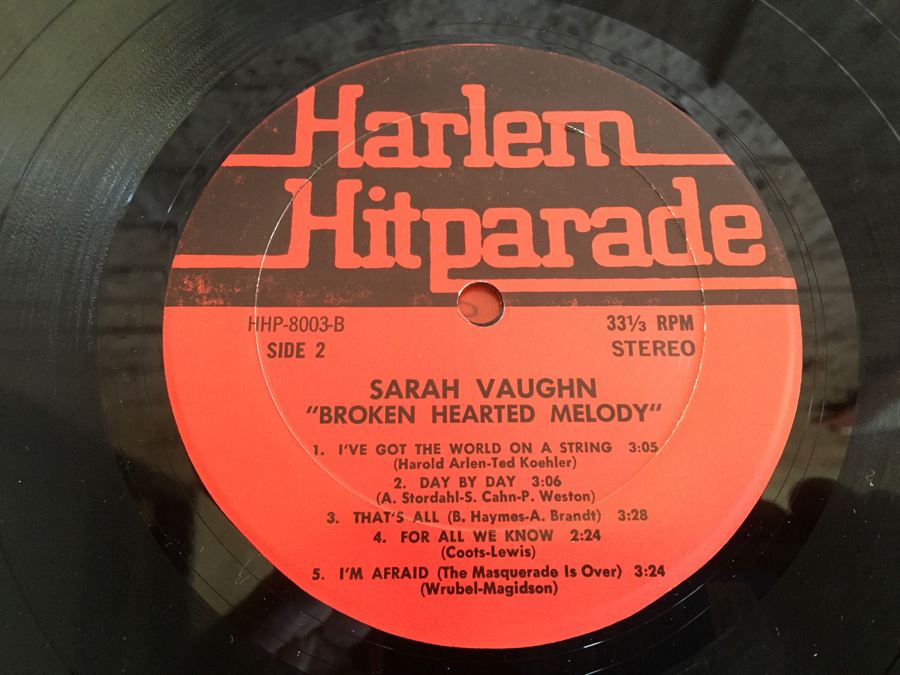 Harlem
Hitparade
HHP-8003-B
33⅓ RPM
SIDE 2
STEREO
SARAH VAUGHN
"BROKEN HEARTED MELODY"
1. I'VE GOT THE WORLD ON A STRING 3:05
(Harold Arlen-Ted Koehler)
2. DAY BY DAY 3:06
(A. Stordahl-S. Cahn-P. Weston)
3. THAT'S ALL (B. Haymes-A. Brandt) 3:28
4. FOR ALL WE KNOW 2:24
(Coots-Lewis)
5. I'M AFRAID (The Masquerade Is Over) 3:24
(Wrubel-Magidson)